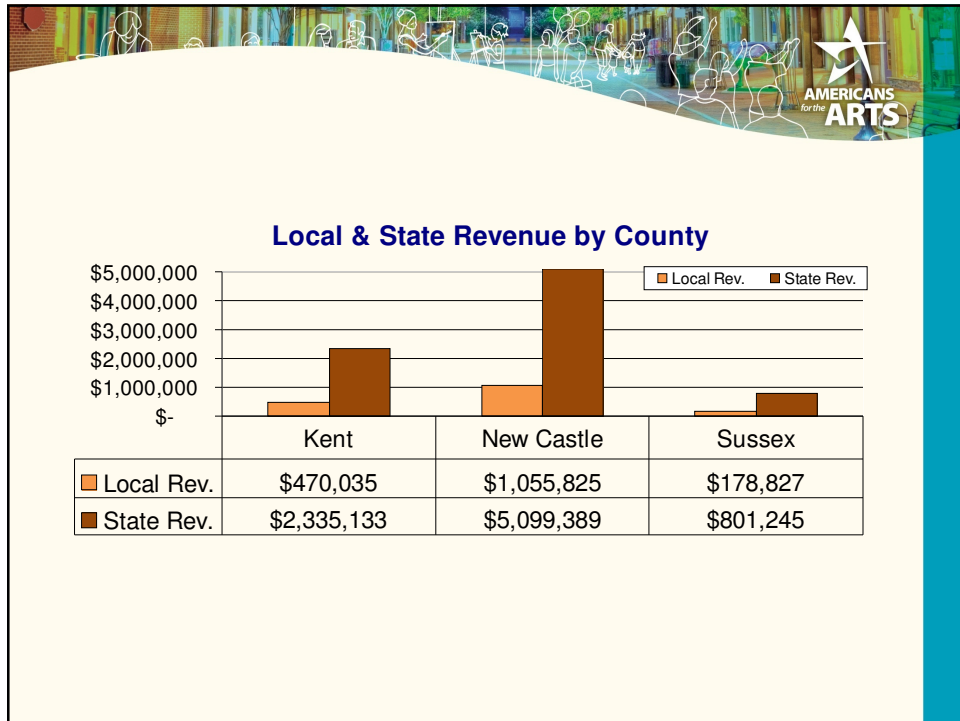 AMERICANS
for the ARTS
Local & State Revenue by County
$5,000,000
$4,000,000
$3,000,000
$2,000,000
$1,000,000
$-
Local Rev. State Rev.
Kent New Castle Sussex
Local Rev. $470,035 $1,055,825 $178,827
State Rev. $2,335,133 $5,099,389 $801,245